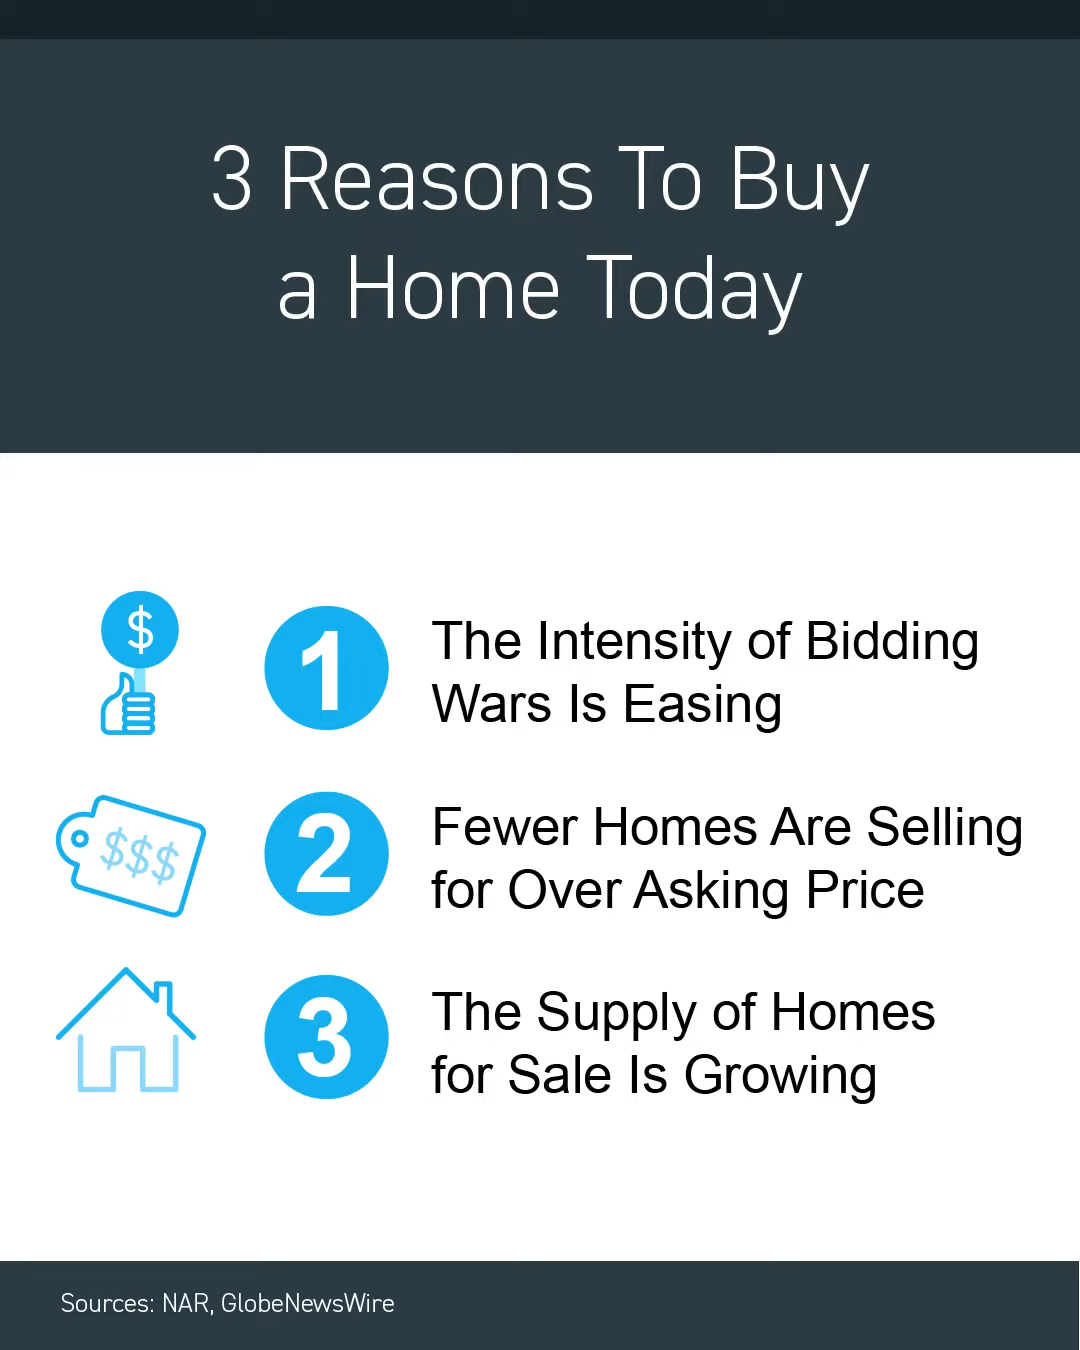 3 Reasons To Buy
a Home Today
$
1
The Intensity of Bidding
Wars Is Easing
$$$
2
Fewer Homes Are Selling
for Over Asking Price
3
The Supply of Homes
for Sale Is Growing
Sources: NAR, GlobeNewsWire